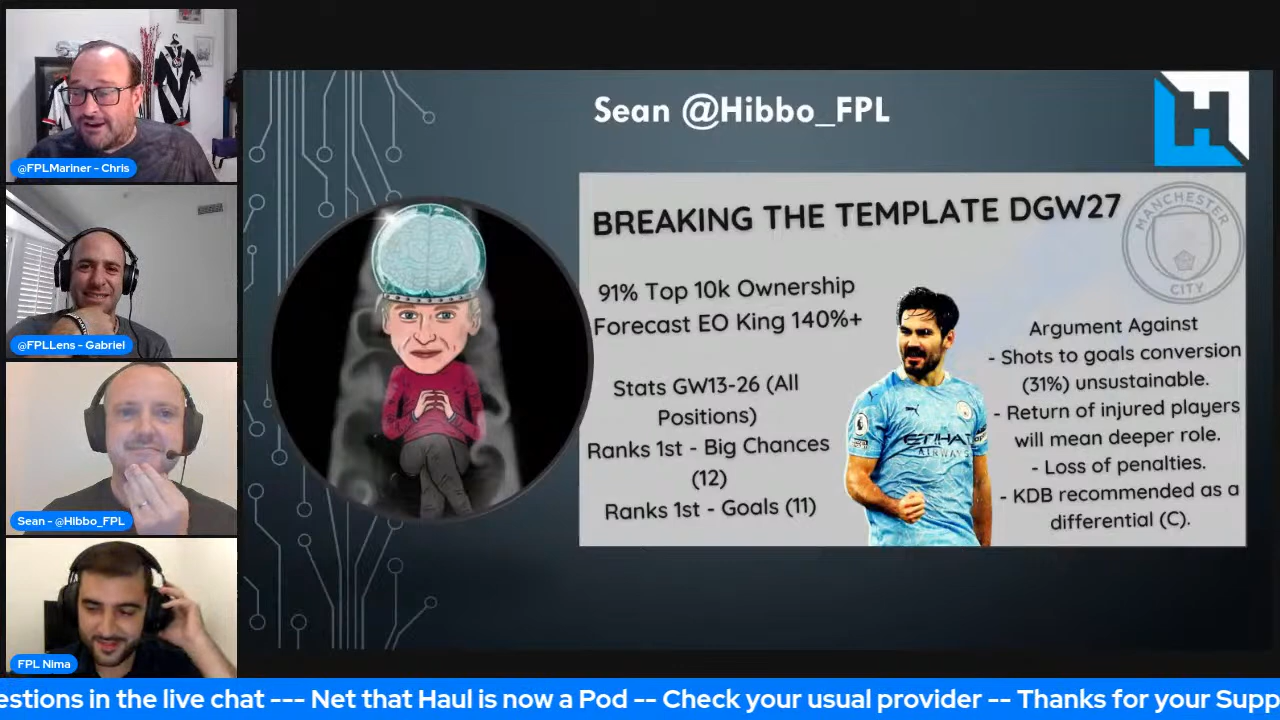 @FPLMariner - Chris
@FPLLens - Gabriel
Sean - @Hibbo_FPL
FPL Nima
Sean @Hibbo_FPL
H
BREAKING THE TEMPLATE DGW27
MANCHESTER
CITY
91% Top 10k Ownership
Forecast EO King 140%+
Stats GW13-26 (All
Positions)
Ranks 1st - Big Chances
(12)
Ranks 1st - Goals (11)
ETIHAD
AIRWAYS
Argument Against
- Shots to goals conversion
(31%) unsustainable.
- Return of injured players
will mean deeper role.
- Loss of penalties.
- KDB recommended as a
differential (C).
estions in the live chat --- Net that Haul is now a Pod -- Check your usual provider -- Thanks for your Supp